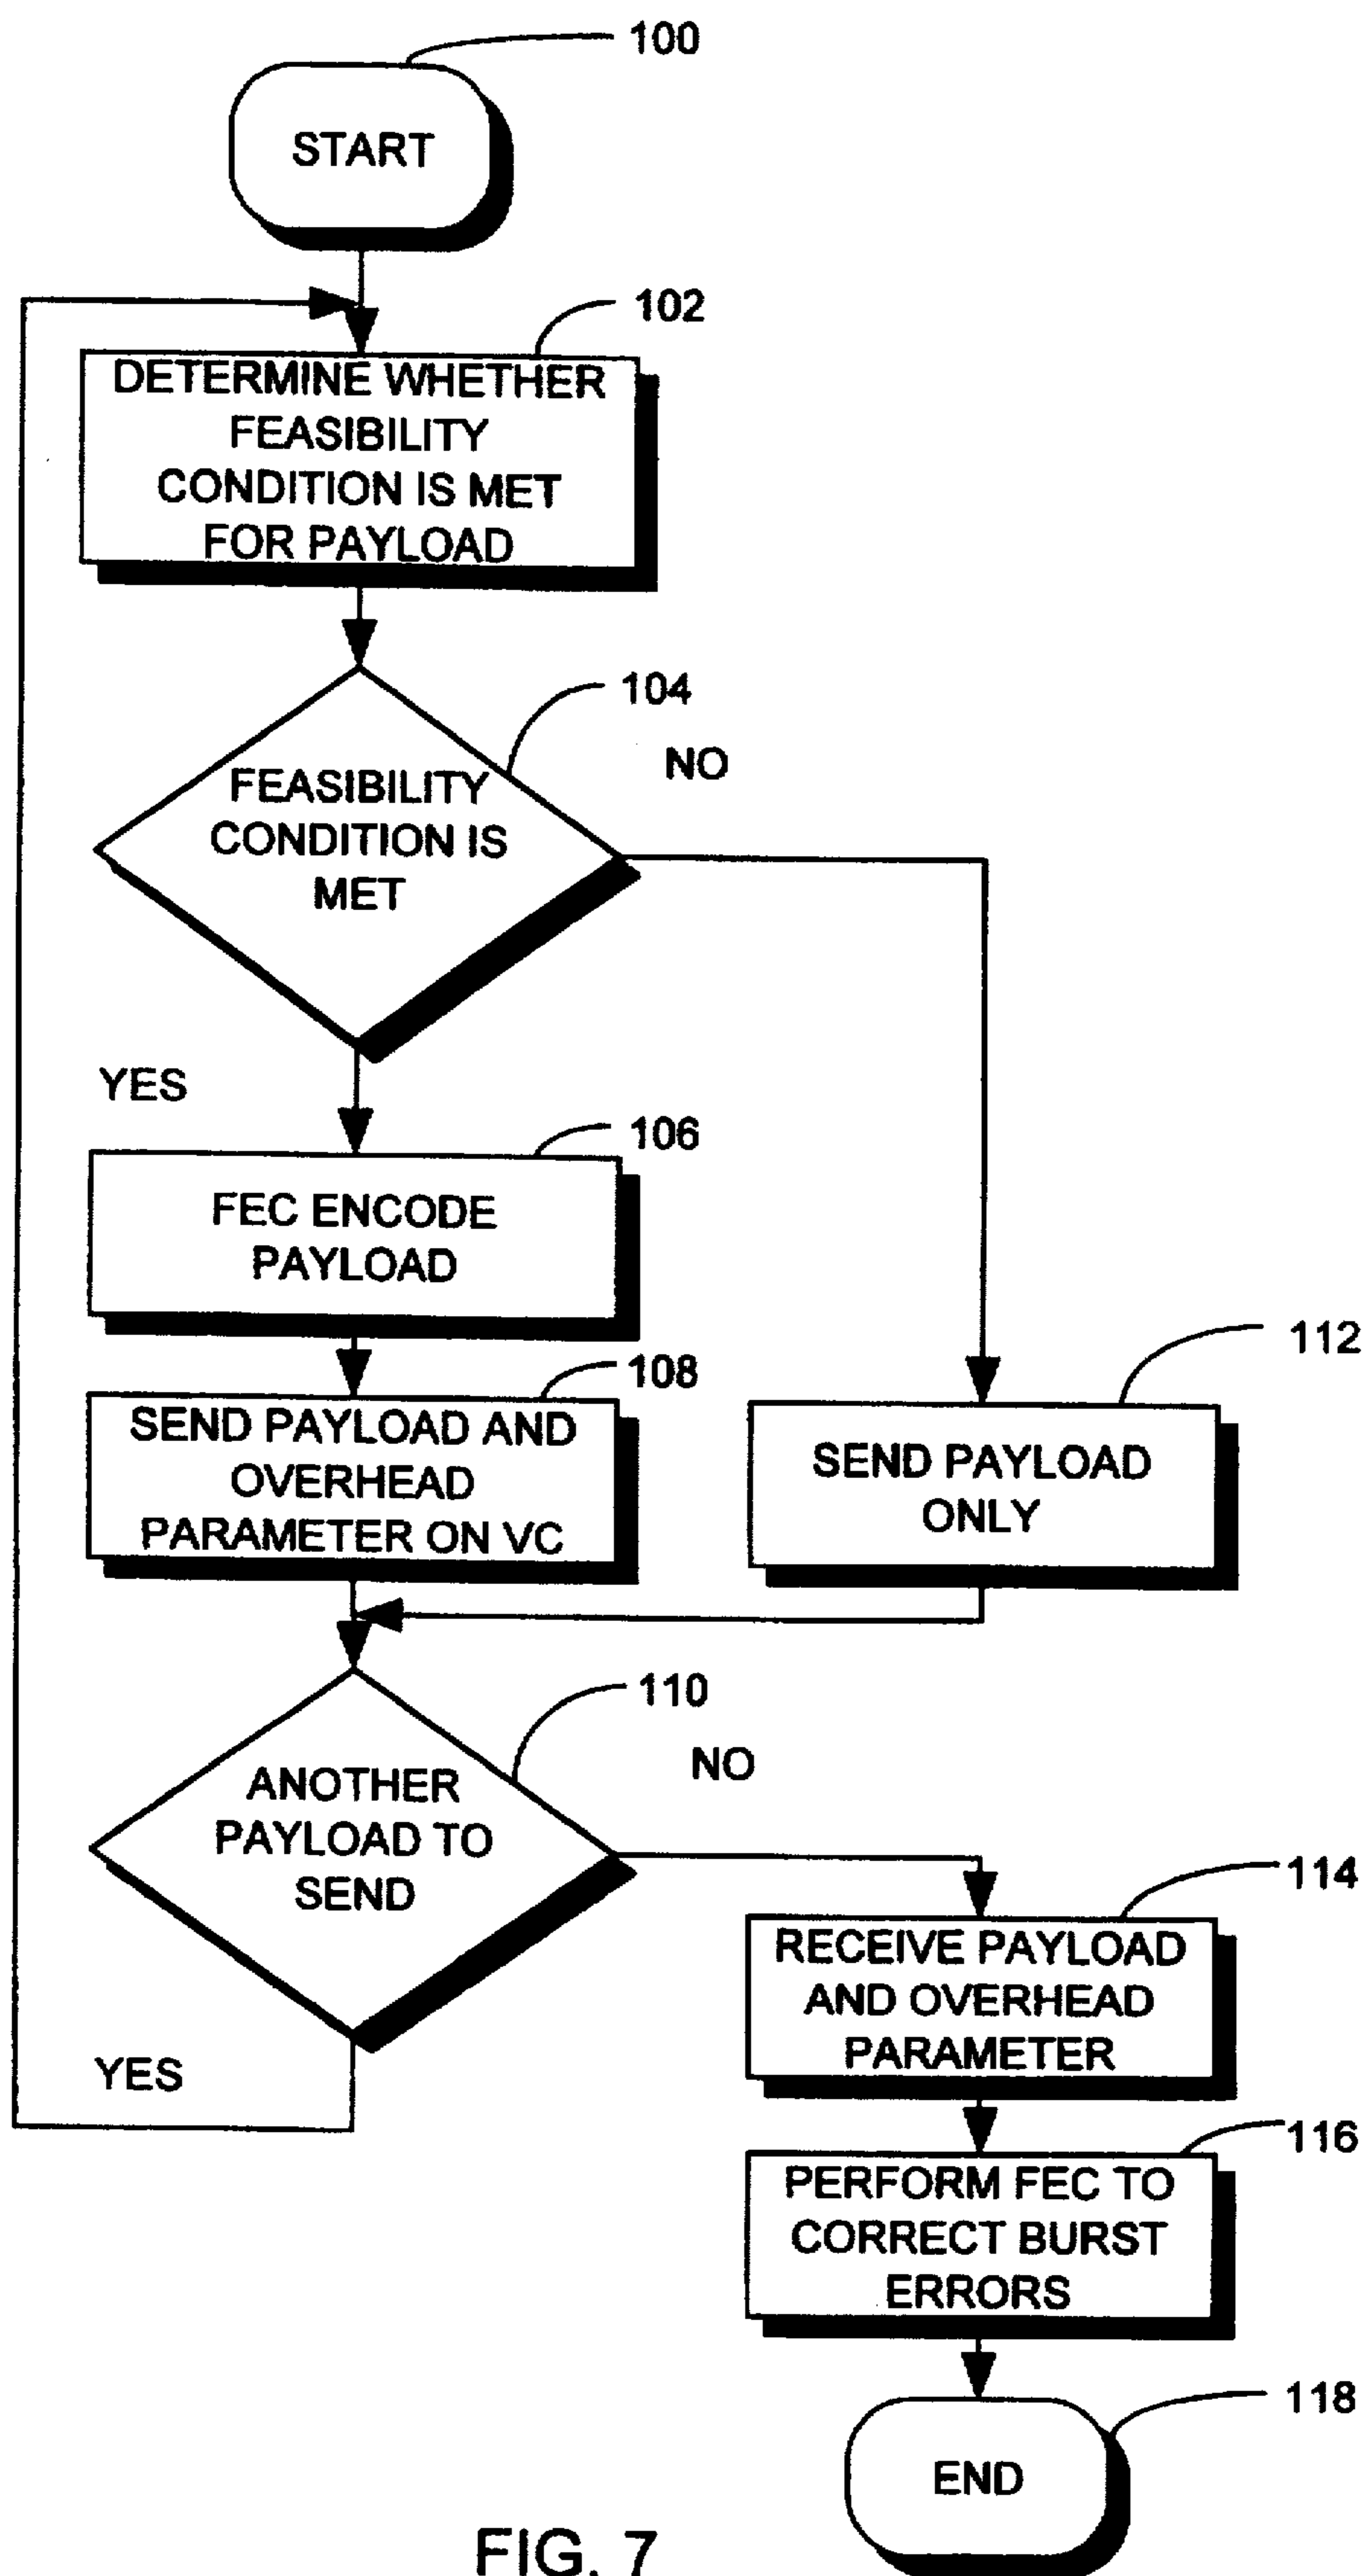 100
START
102
DETERMINE WHETHER
FEASIBILITY
CONDITION IS MET
FOR PAYLOAD
104
NO
FEASIBILITY
CONDITION IS
MET
YES
106
FEC ENCODE
PAYLOAD
108
SEND PAYLOAD AND
OVERHEAD
PARAMETER ON VC
112
SEND PAYLOAD
ONLY
110
NO
ANOTHER
PAYLOAD TO
SEND
YES
114
RECEIVE PAYLOAD
AND OVERHEAD
PARAMETER
116
PERFORM FEC TO
CORRECT BURST
ERRORS
118
END
FIG. 7